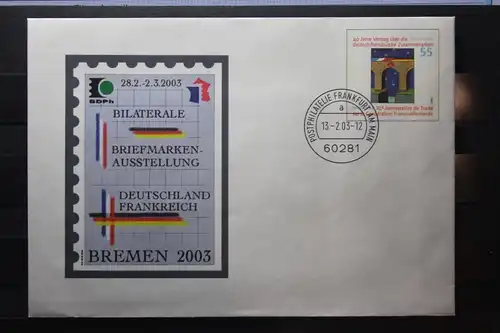 28.2.-2.3.2003
BDPh
BILATERALE
BRIEFMARKEN-
AUSSTELLUNG
DEUTSCHLAND
FRANKREICH
BREMEN 2003
40 Jahre Vertrag über die
deutsch-französische Zusammenarbeit
55
POSTPHILATELIE FRANKFURT AM MAIN
a
13-2.03-12
60281